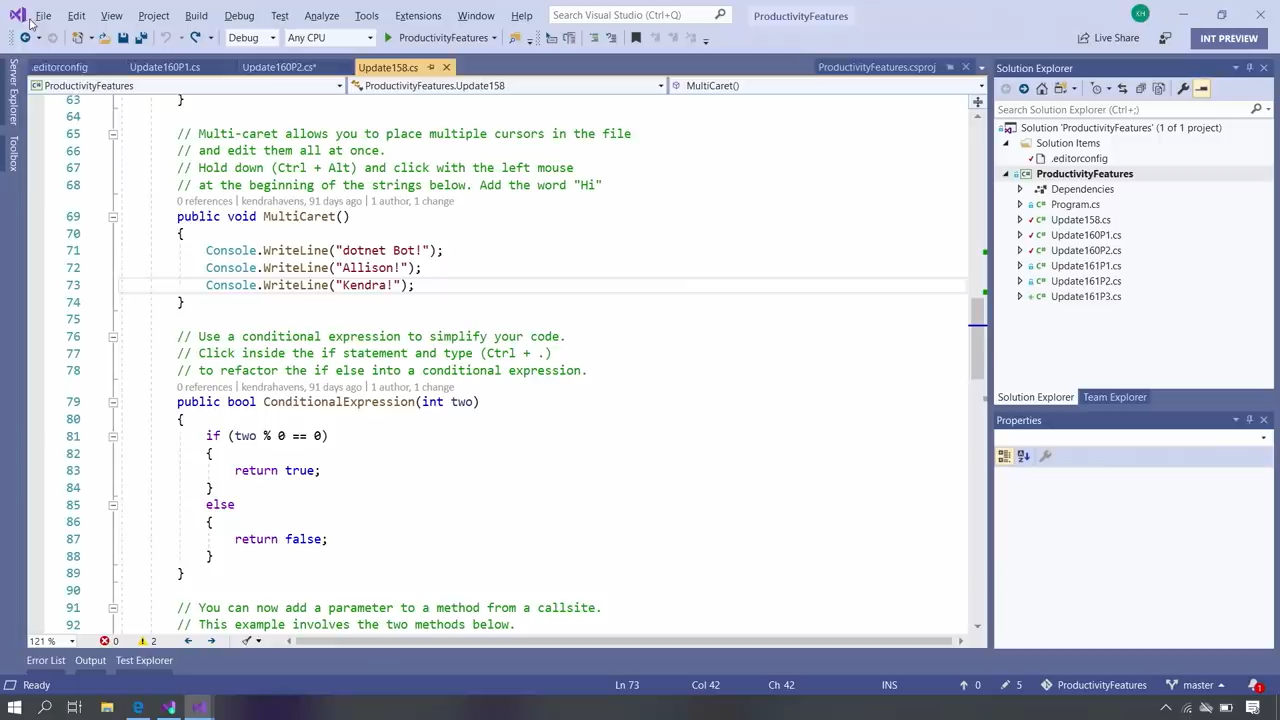 File Edit View Project Build Debug Test Analyze Tools Extensions Window Help Search Visual Studio (Ctrl+Q) ProductivityFeatures KH
Debug Any CPU ProductivityFeatures Live Share INT PREVIEW
Server Explorer
Toolbox
.editorconfig Update160P1.cs Update160P2.cs* Update158.cs ProductivityFeatures.csproj
ProductivityFeatures ProductivityFeatures.Update158 MultiCaret()
63 }
64
65 // Multi-caret allows you to place multiple cursors in the file
66 // and edit them all at once.
67 // Hold down (Ctrl + Alt) and click with the left mouse
68 // at the beginning of the strings below. Add the word "Hi"
0 references | kendrahavens, 91 days ago | 1 author, 1 change
69 public void MultiCaret()
70 {
71 Console.WriteLine("dotnet Bot!");
72 Console.WriteLine("Allison!");
73 Console.WriteLine("Kendra!");
74 }
75
76 // Use a conditional expression to simplify your code.
77 // Click inside the if statement and type (Ctrl + .)
78 // to refactor the if else into a conditional expression.
0 references | kendrahavens, 91 days ago | 1 author, 1 change
79 public bool ConditionalExpression(int two)
80 {
81 if (two % 0 == 0)
82 {
83 return true;
84 }
85 else
86 {
87 return false;
88 }
89 }
90
91 // You can now add a parameter to a method from a callsite.
92 // This example involves the two methods below.
121 % 0 2
Solution Explorer
Search Solution Explorer (Ctrl+;)
Solution 'ProductivityFeatures' (1 of 1 project)
Solution Items
.editorconfig
ProductivityFeatures
Dependencies
C# Program.cs
C# Update158.cs
C# Update160P1.cs
C# Update160P2.cs
C# Update161P1.cs
C# Update161P2.cs
C# Update161P3.cs
Solution Explorer Team Explorer
Properties
Error List Output Test Explorer
Ready Ln 73 Col 42 Ch 42 INS 0 5 ProductivityFeatures master 1